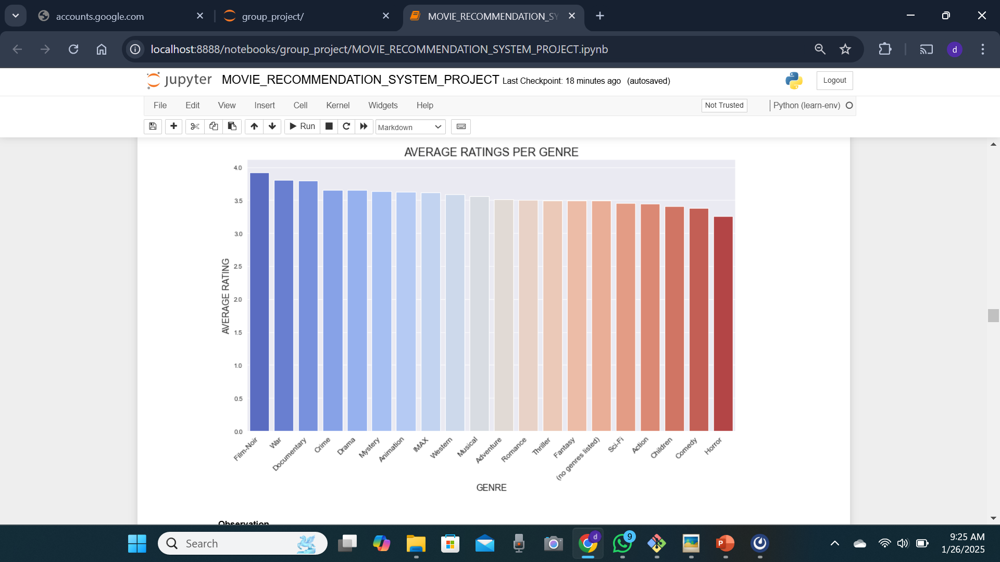 accounts.google.com
group_project/
MOVIE_RECOMMENDATION_SY
localhost:8888/notebooks/group_project/MOVIE_RECOMMENDATION_SYSTEM_PROJECT.ipynb
d
jupyter MOVIE_RECOMMENDATION_SYSTEM_PROJECT Last Checkpoint: 18 minutes ago (autosaved)
Logout
File Edit View Insert Cell Kernel Widgets Help
Not Trusted
Python (learn-env)
Run
Markdown
AVERAGE RATINGS PER GENRE
4.0
3.5
3.0
2.5
2.0
1.5
1.0
0.5
0.0
AVERAGE RATING
Film-Noir
War
Documentary
Crime
Drama
Mystery
Animation
IMAX
Western
Musical
Adventure
Romance
Thriller
Fantasy
(no genres listed)
Sci-Fi
Action
Children
Comedy
Horror
GENRE
Observation
Search
d
9
P
9:25 AM
1/26/2025